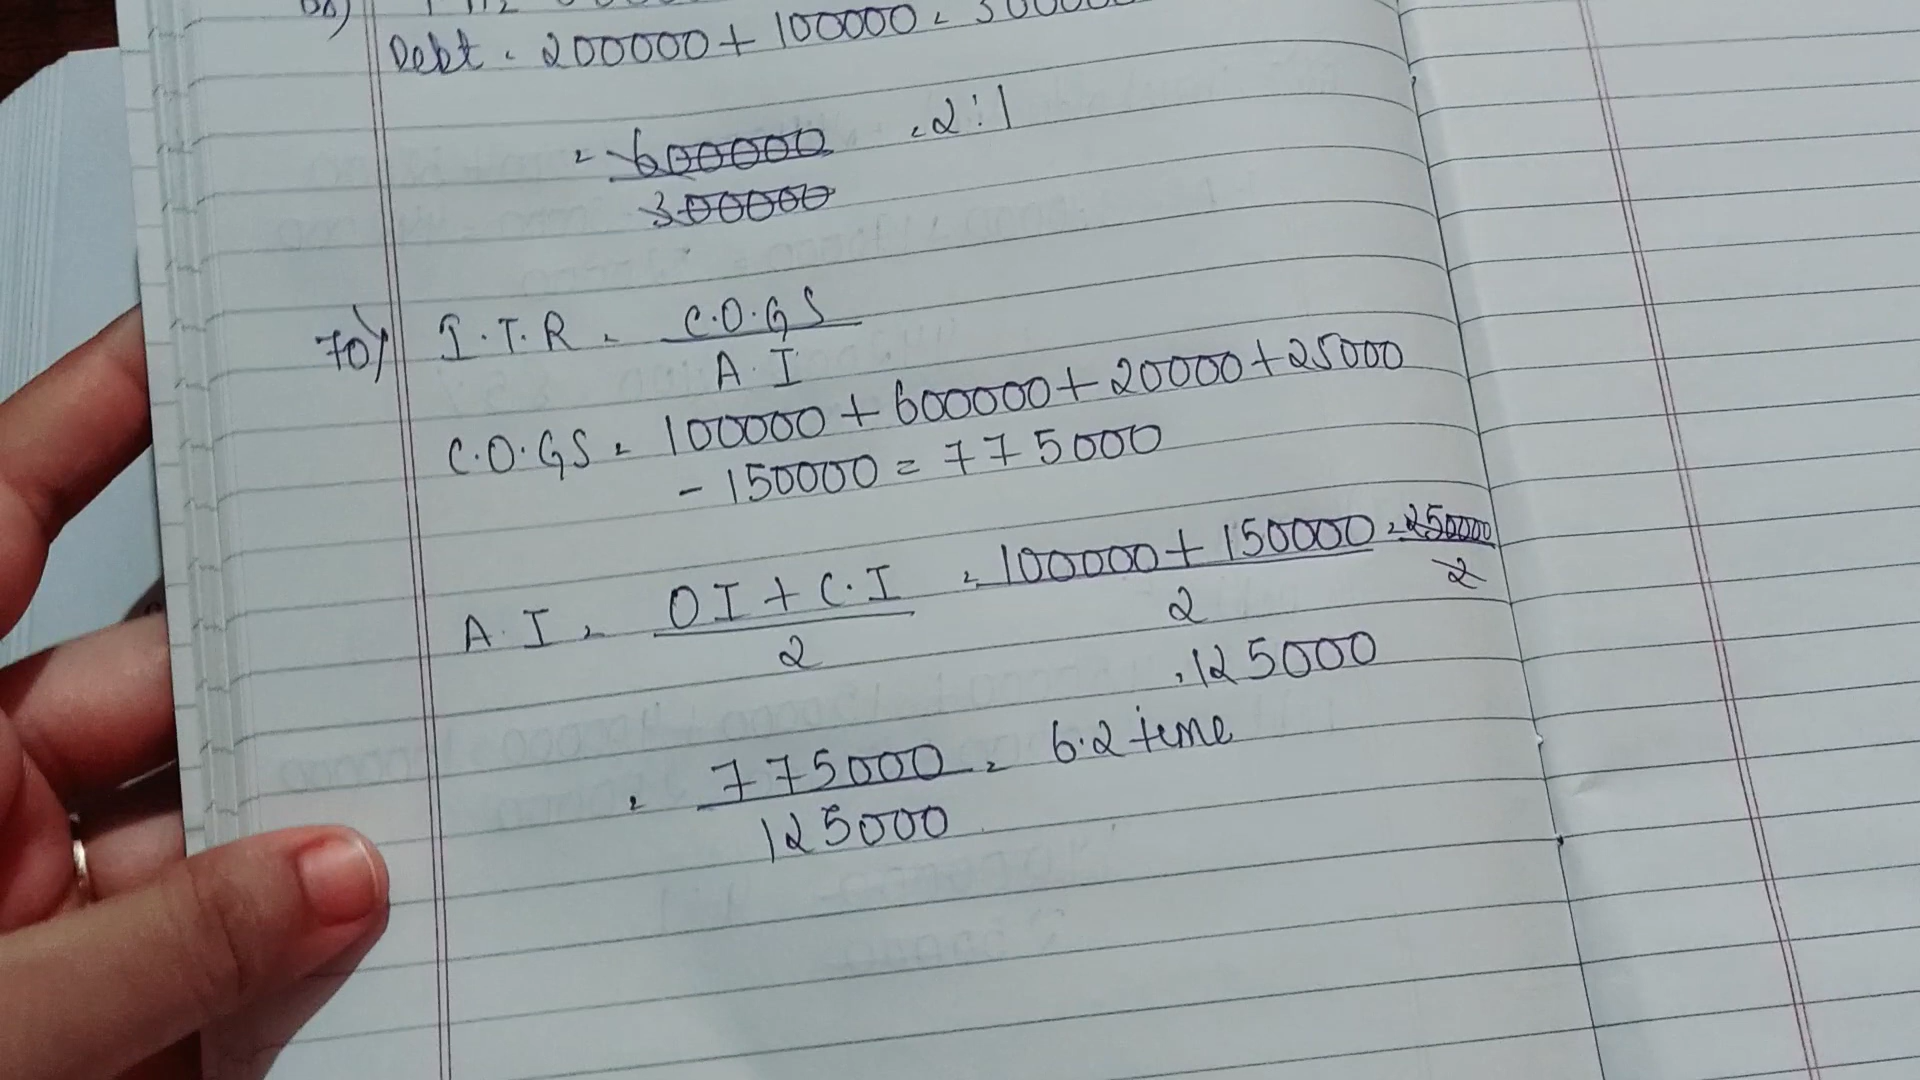 Debt = 200000 + 100000 =
= 600000 = 2:1
300000
70) I.T.R = C.O.G S
A.I
C.O.G S = 100000 + 600000 + 20000 + 25000
- 150000 = 775000
A.I = O I + C.I = 100000 + 150000 = 250000
2 2 2
= 125000
= 775000 = 6.2 time
125000